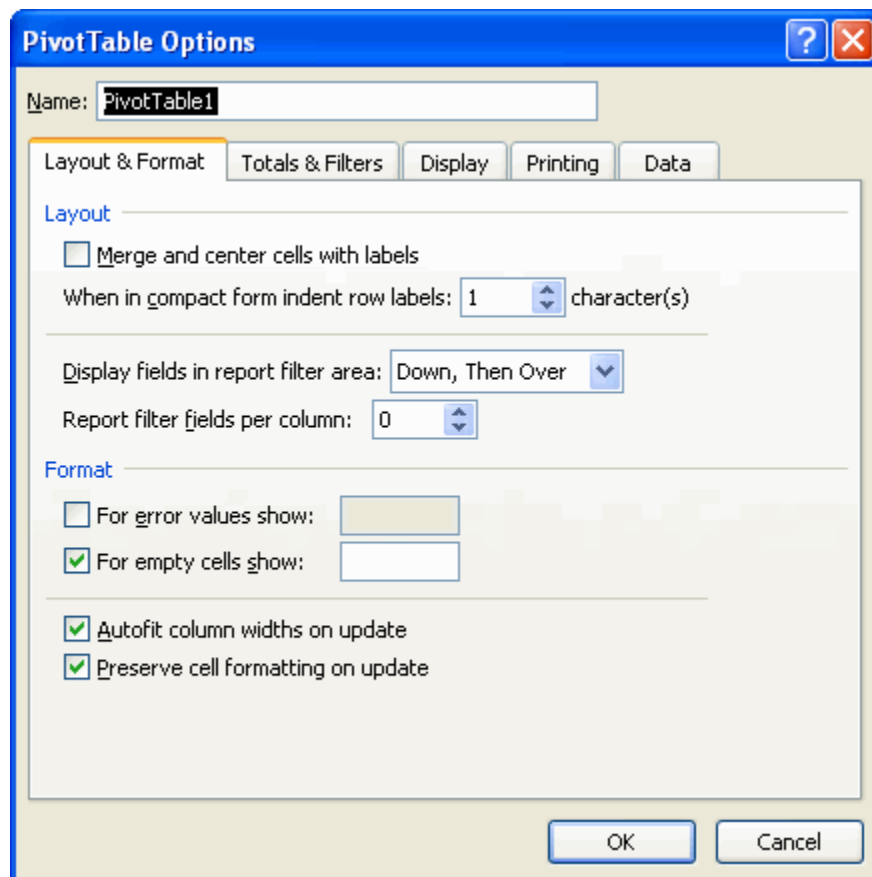 PivotTable Options
Name: PivotTable1
Layout & Format Totals & Filters Display Printing Data
Layout
Merge and center cells with labels
When in compact form indent row labels: 1 character(s)
Display fields in report filter area: Down, Then Over
Report filter fields per column: 0
Format
For error values show:
For empty cells show:
Autofit column widths on update
Preserve cell formatting on update
OK Cancel